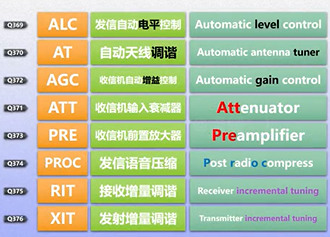 Q369 ALC 发信自动电平控制 Automatic level control
Q370 AT 自动天线调谐 Automatic antenna tuner
Q372 AGC 收信机自动增益控制 Automatic gain control
Q371 ATT 收信机输入衰减器 Attenuator
Q373 PRE 收信机前置放大器 Preamplifier
Q374 PROC 发信语音压缩 Post radio compress
Q375 RIT 接收增量调谐 Receiver incremental tuning
Q376 XIT 发射增量调谐 Transmitter incremental tuning